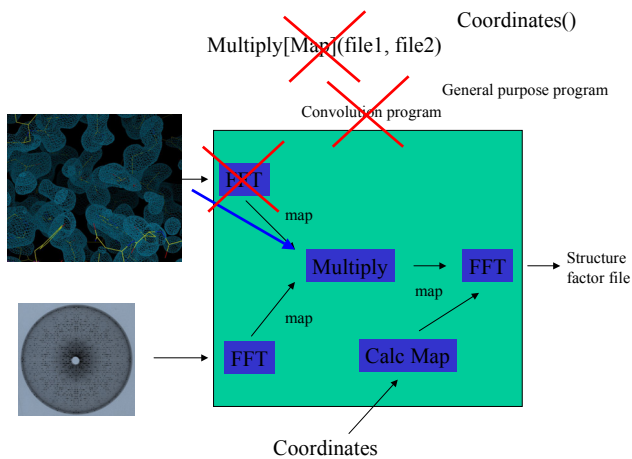 Coordinates()
Multiply[Map](file1, file2)
General purpose program
Convolution program
FFT
map
Multiply
FFT
Structure
factor file
map
map
FFT
Calc Map
Coordinates